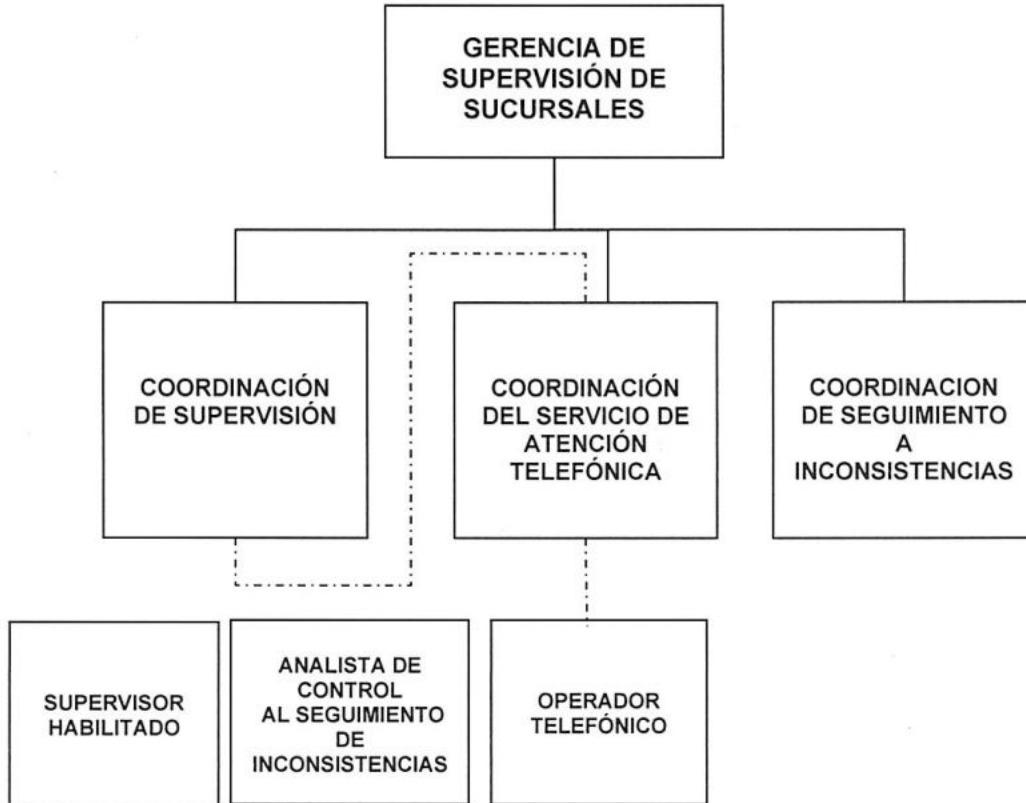 GERENCIA DE
SUPERVISIÓN DE
SUCURSALES
COORDINACIÓN
DE SUPERVISIÓN
COORDINACIÓN
DEL SERVICIO DE
ATENCIÓN
TELEFÓNICA
COORDINACION
DE SEGUIMIENTO
A
INCONSISTENCIAS
SUPERVISOR
HABILITADO
ANALISTA DE
CONTROL
AL SEGUIMIENTO
DE
INCONSISTENCIAS
OPERADOR
TELEFÓNICO